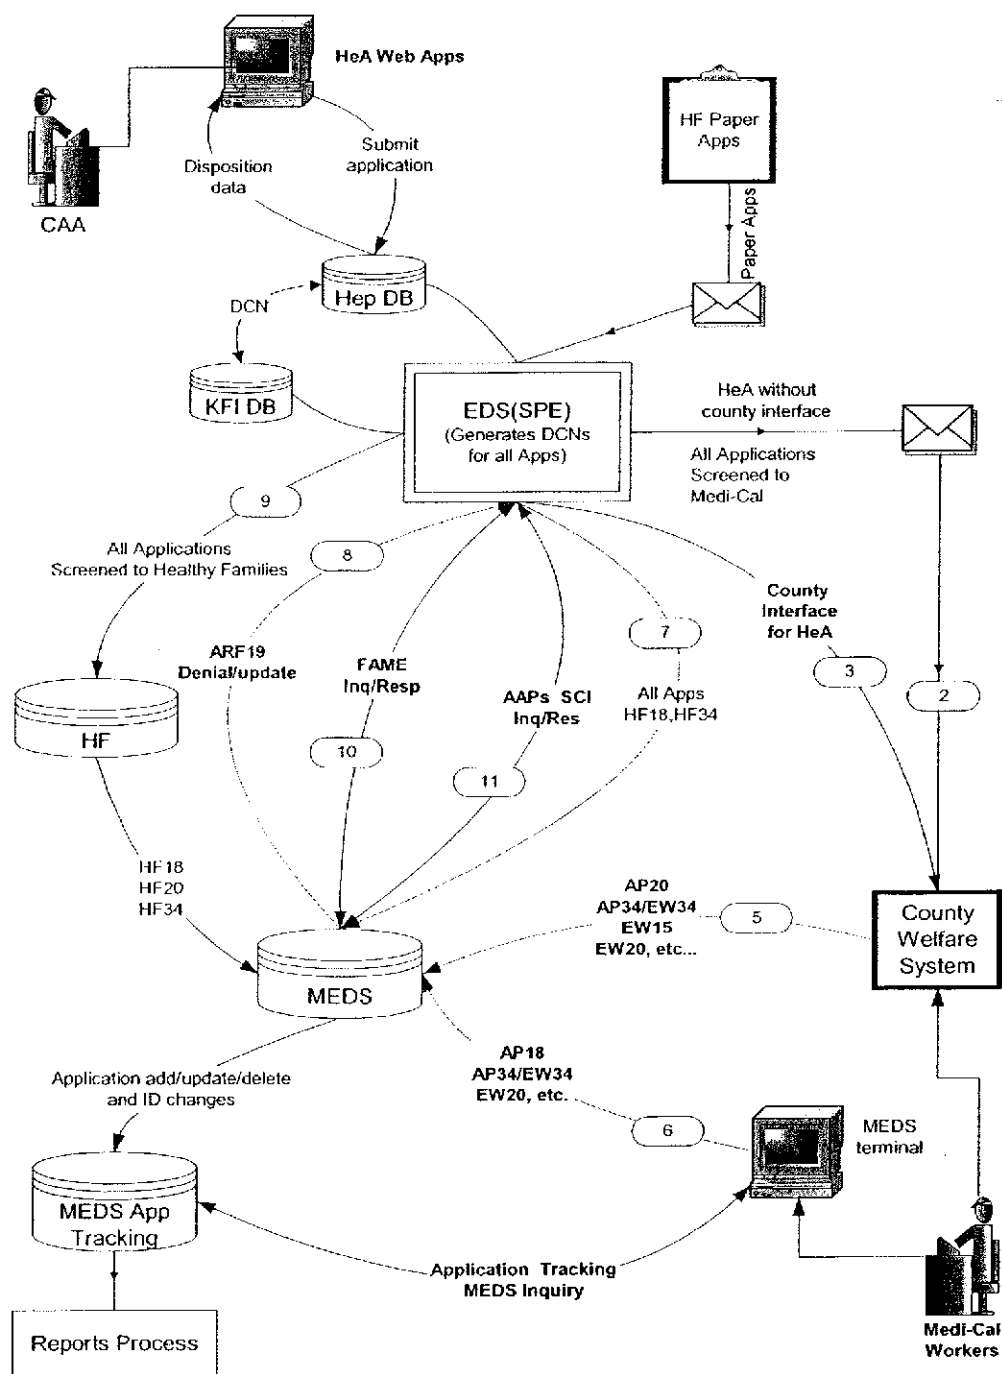 HeA Web Apps
HF Paper
Apps
Submit
application
Disposition
data
CAA
Paper Apps
Hep DB
DCN
KFI DB
EDS(SPE)
(Generates DCNs
for all Apps)
HeA without
county interface
All Applications
Screened to
Medi-Cal
9
All Applications
Screened to Healthy Families
8
ARF19
Denial/update
FAME
Inq/Resp
AAPs SCI
Inq/Res
7
All Apps
HF18,HF34
County
Interface
for HeA
3
2
HF
10
11
HF18
HF20
HF34
AP20
AP34/EW34
EW15
EW20, etc...
5
County
Welfare
System
MEDS
AP18
AP34/EW34
EW20, etc.
6
MEDS
terminal
Application add/update/delete
and ID changes
MEDS App
Tracking
Application Tracking
MEDS Inquiry
Reports Process
Medi-Cal
Workers